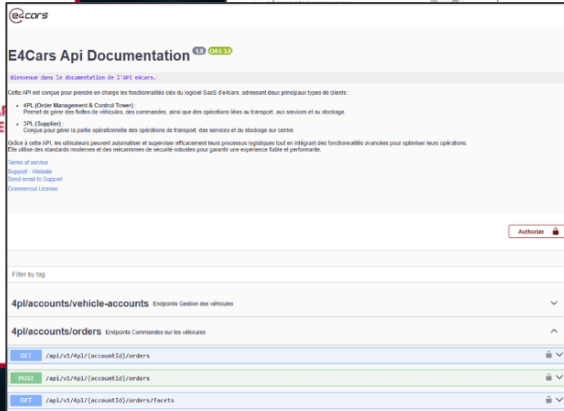 e4cars
E4Cars Api Documentation 1.0 OAS 3.0
Bienvenue dans la documentation de l'API e4cars.
Cette API est conçue pour prendre en charge les fonctionnalités clés du logiciel SaaS d'e4cars, adressant deux principaux types de clients :
4PL (Order Management & Control Tower) :
Permet de gérer des flottes de véhicules, des commandes, ainsi que des opérations liées au transport, aux services et au stockage.
3PL (Supplier) :
Conçue pour gérer la partie opérationnelle des opérations de transport, des services et du stockage sur centre.
Grâce à cette API, les utilisateurs peuvent automatiser et superviser efficacement leurs processus logistiques tout en intégrant des fonctionnalités avancées pour optimiser leurs opérations.
Elle utilise des standards modernes et des mécanismes de sécurité robustes pour garantir une expérience fiable et performante.
Terms of service
Support - Website
Send email to Support
Commercial License
Authorize
Filter by tag
4pl/accounts/vehicle-accounts Endpoints Gestion des véhicules
4pl/accounts/orders Endpoints Commandes sur les véhicules
GET /api/v1/4pl/{accountId}/orders
POST /api/v1/4pl/{accountId}/orders
GET /api/v1/4pl/{accountId}/orders/facets